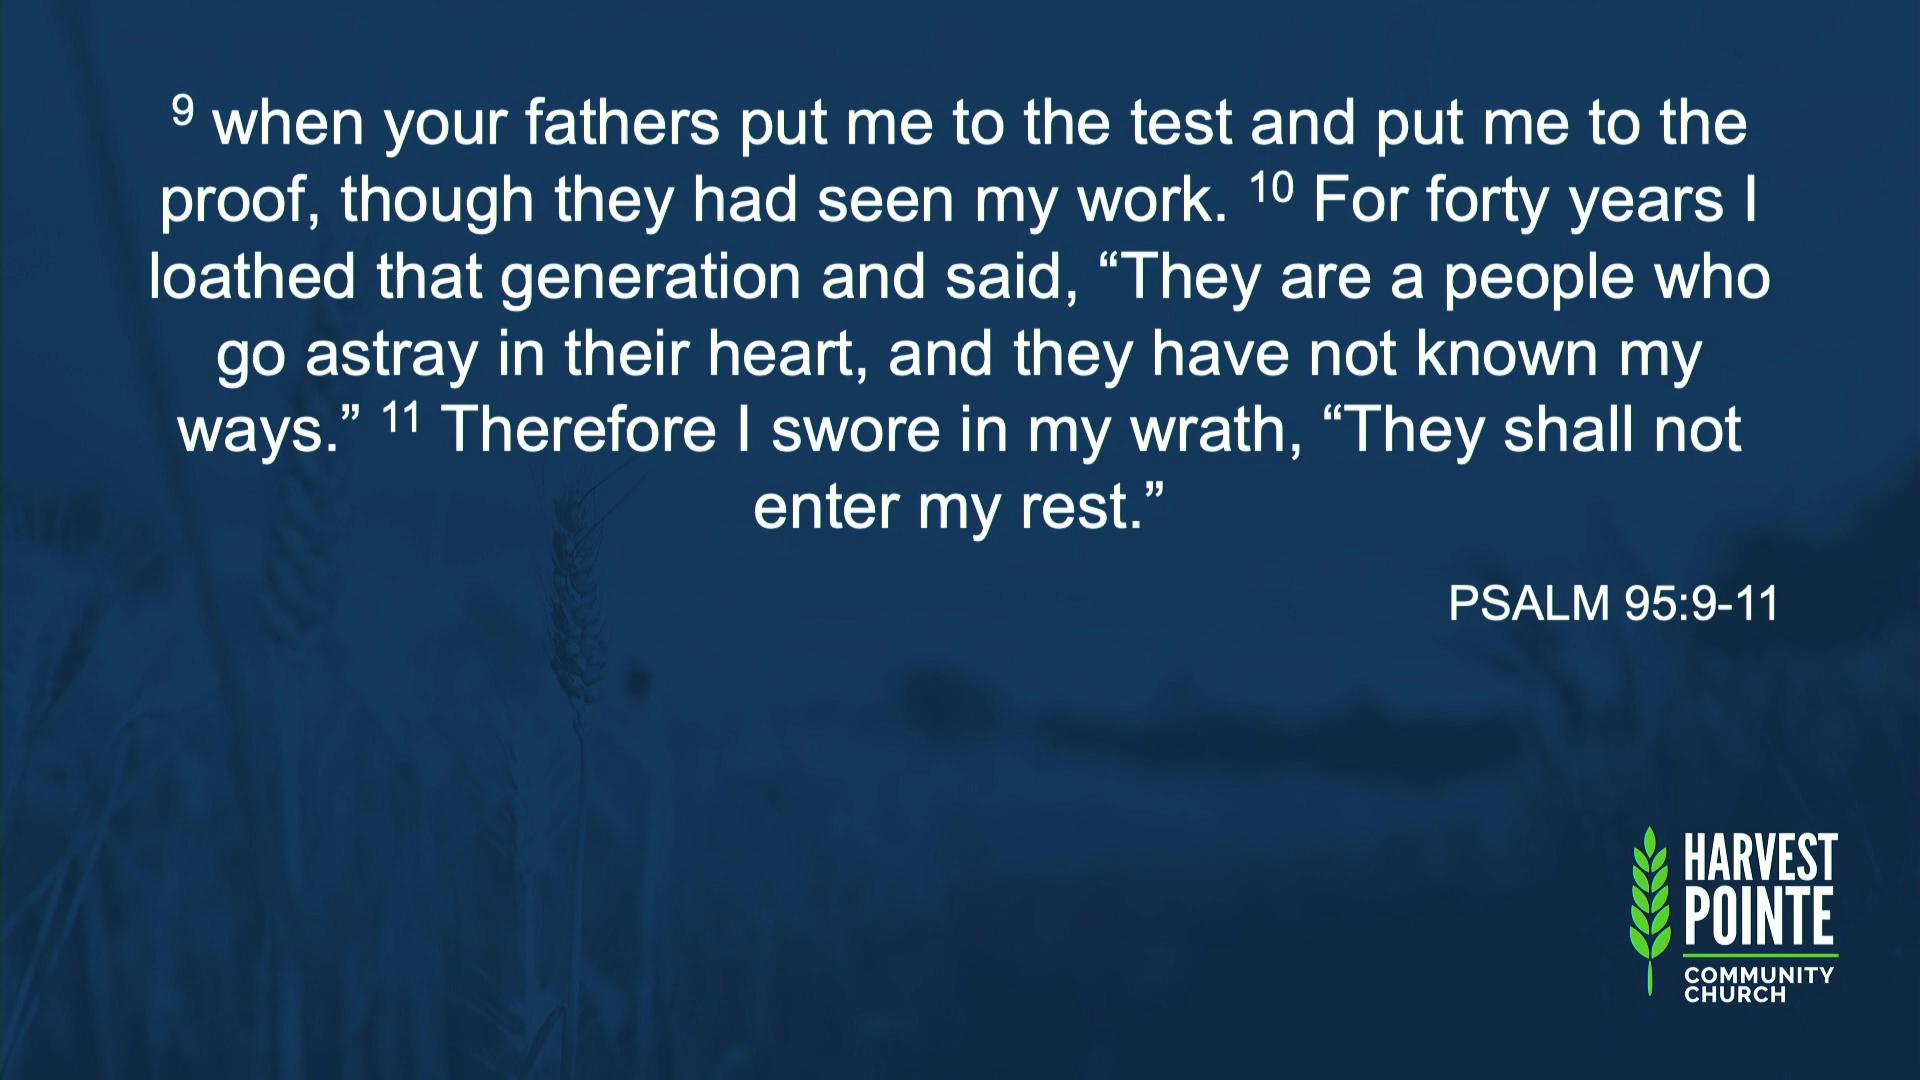 9 when your fathers put me to the test and put me to the
proof, though they had seen my work. 10 For forty years I
loathed that generation and said, “They are a people who
go astray in their heart, and they have not known my
ways.” 11 Therefore I swore in my wrath, “They shall not
enter my rest.”
PSALM 95:9-11
HARVEST
POINTE
COMMUNITY
CHURCH